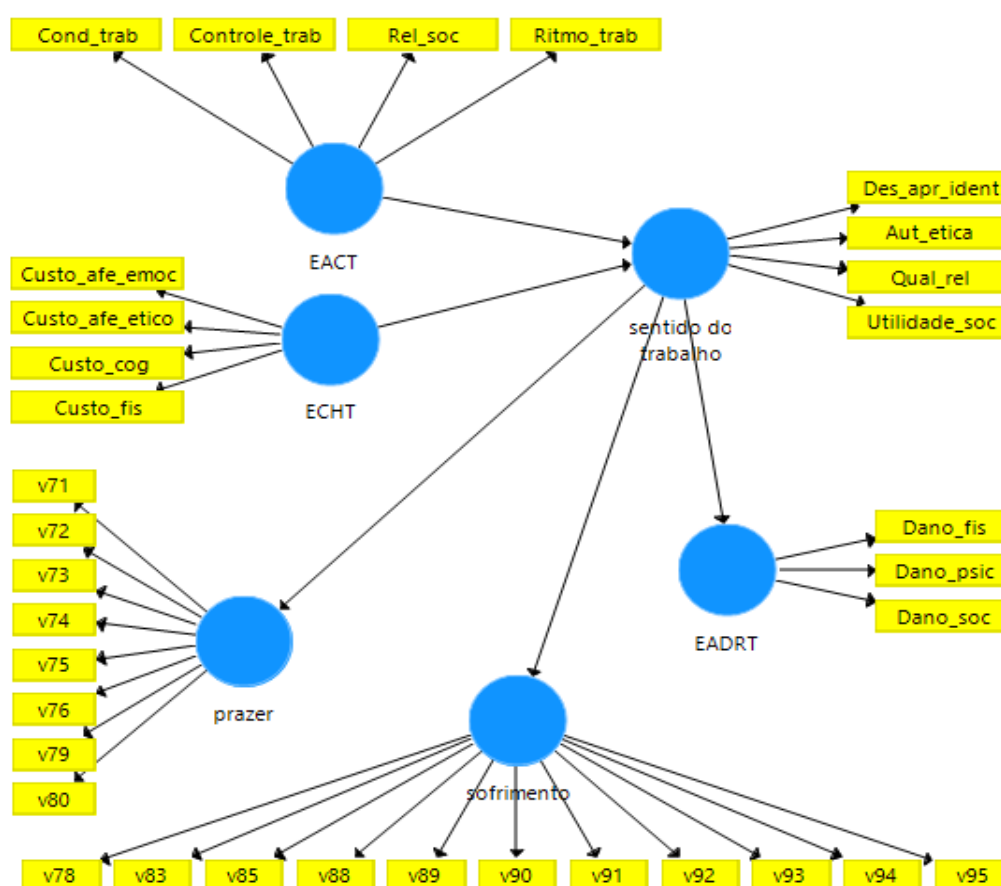 Cond_trab
Controle_trab
Rel_soc
Ritmo_trab
EACT
Des_apr_ident
Aut_etica
Qual_rel
Utilidade_soc
sentido do
trabalho
Custo_afe_emoc
Custo_afe_etico
Custo_cog
Custo_fis
ECHT
v71
v72
v73
v74
v75
v76
v79
v80
prazer
Dano_fis
Dano_psic
Dano_soc
EADRT
sofrimento
v78
v83
v85
v88
v89
v90
v91
v92
v93
v94
v95